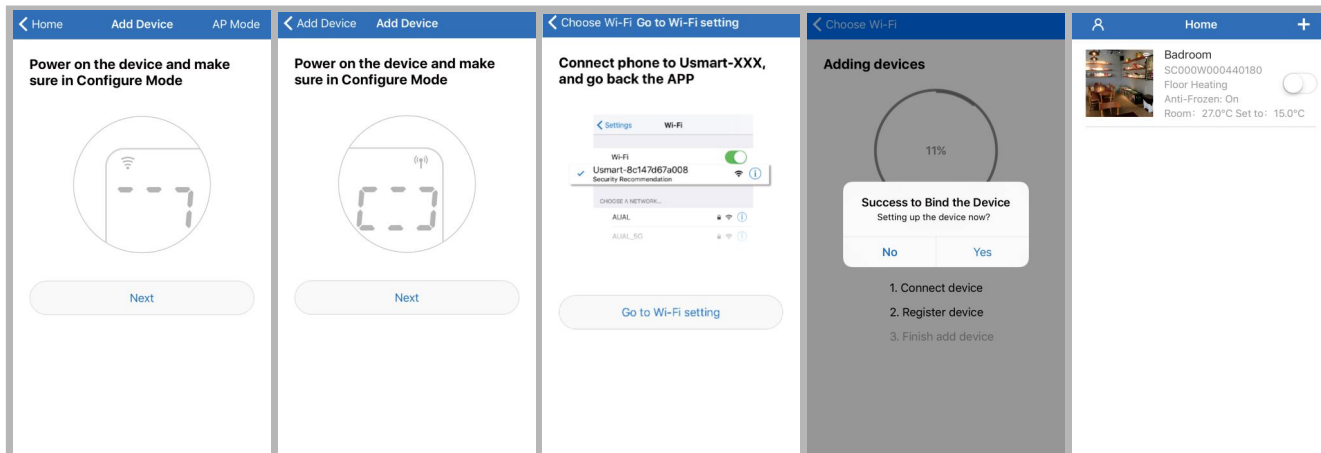 Home Add Device AP Mode
Power on the device and make
sure in Configure Mode
Next
Add Device Add Device
Power on the device and make
sure in Configure Mode
Next
Choose Wi-Fi Go to Wi-Fi setting
Connect phone to Usmart-XXX,
and go back the APP
Settings Wi-Fi
Wi-Fi
Usmart-8c147d67a008
Security Recommendation
CHOOSE A NETWORK...
AUAL
AUAL_5G
Go to Wi-Fi setting
Choose Wi-Fi
Adding devices
11%
Success to Bind the Device
Setting up the device now?
No Yes
1. Connect device
2. Register device
3. Finish add device
Home +
Badroom
SC000W000440180
Floor Heating
Anti-Frozen: On
Room: 27.0°C Set to: 15.0°C